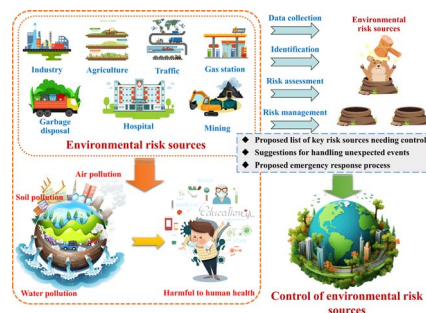 Data collection
Environmental
risk sources
Identification
Industry
Agriculture
Traffic
Gas station
Risk assessment
Risk management
Garbage
disposal
Hospital
Mining
Environmental risk sources
◆ Proposed list of key risk sources needing control
◆ Suggestions for handling unexpected events
◆ Proposed emergency response process
Air pollution
Soil pollution
Education
Water pollution
Harmful to human health
Control of environmental risk
sources